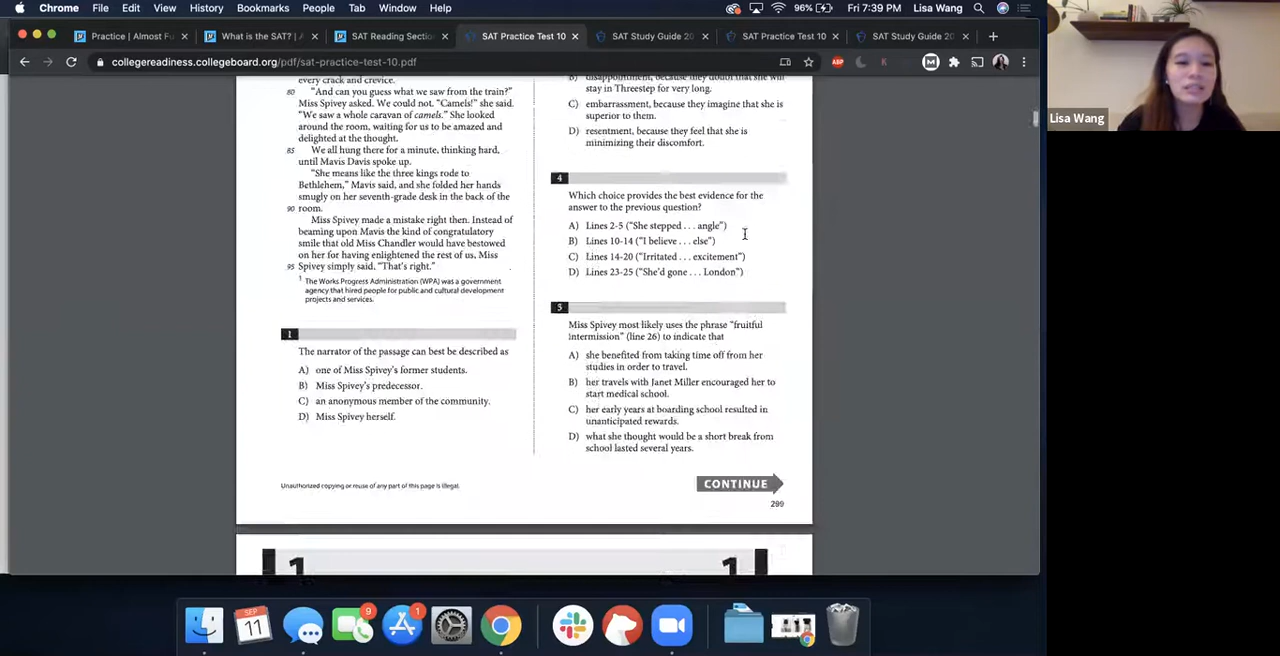 Chrome File Edit View History Bookmarks People Tab Window Help 96% Fri 7:39 PM Lisa Wang
Practice | Almost Fu
What is the SAT? | A
SAT Reading Sectio
SAT Practice Test 10
SAT Study Guide 20
SAT Practice Test 10
SAT Study Guide 20
collegereadiness.collegeboard.org/pdf/sat-practice-test-10.pdf
ABP K M
Lisa Wang
every crack and crevice.
80 "And can you guess what we saw from the train?"
Miss Spivey asked. We could not. "Camels!" she said.
"We saw a whole caravan of camels." She looked
around the room, waiting for us to be amazed and
delighted at the thought.
85 We all hung there for a minute, thinking hard,
until Mavis Davis spoke up.
"She means like the three kings rode to
Bethlehem," Mavis said, and she folded her hands
smugly on her seventh-grade desk in the back of the
90 room.
Miss Spivey made a mistake right then. Instead of
beaming upon Mavis the kind of congratulatory
smile that old Miss Chandler would have bestowed
on her for having enlightened the rest of us, Miss
95 Spivey simply said, "That's right."
1 The Works Progress Administration (WPA) was a government
agency that hired people for public and cultural development
projects and services.
1
The narrator of the passage can best be described as
A) one of Miss Spivey's former students.
B) Miss Spivey's predecessor.
C) an anonymous member of the community.
D) Miss Spivey herself.
B) disappointment, because they doubt that she will
stay in Threestep for very long.
C) embarrassment, because they imagine that she is
superior to them.
D) resentment, because they feel that she is
minimizing their discomfort.
4
Which choice provides the best evidence for the
answer to the previous question?
A) Lines 2-5 ("She stepped . . . angle")
B) Lines 10-14 ("I believe . . . else")
C) Lines 14-20 ("Irritated . . . excitement")
D) Lines 23-25 ("She'd gone . . . London")
5
Miss Spivey most likely uses the phrase "fruitful
intermission" (line 26) to indicate that
A) she benefited from taking time off from her
studies in order to travel.
B) her travels with Janet Miller encouraged her to
start medical school.
C) her early years at boarding school resulted in
unanticipated rewards.
D) what she thought would be a short break from
school lasted several years.
Unauthorized copying or reuse of any part of this page is illegal.
CONTINUE
299
1 1
SEP
11
9
1